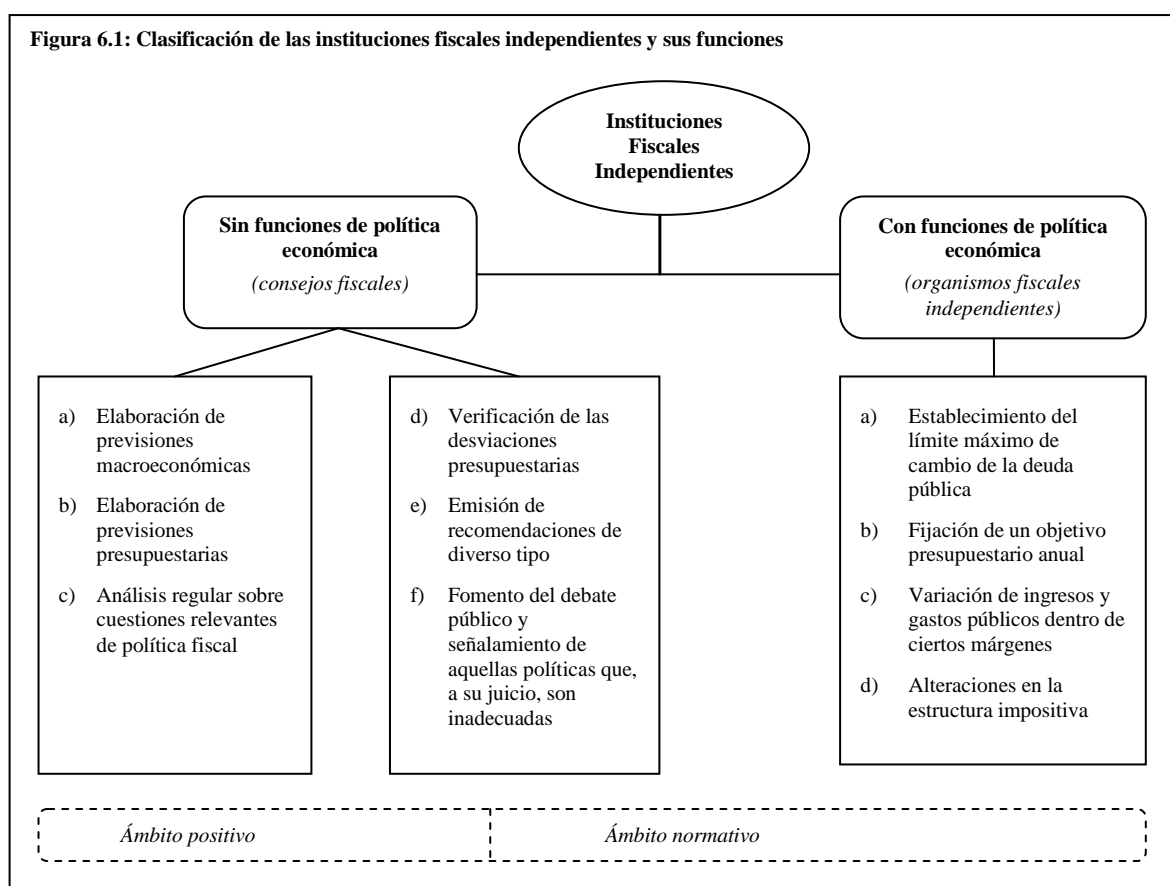 Figura 6.1: Clasificación de las instituciones fiscales independientes y sus funciones
Instituciones
Fiscales
Independientes
Sin funciones de política
económica
(consejos fiscales)
Con funciones de política
económica
(organismos fiscales
independientes)
a) Elaboración de
previsiones
macroeconómicas
b) Elaboración de
previsiones
presupuestarias
c) Análisis regular sobre
cuestiones relevantes
de política fiscal
d) Verificación de las
desviaciones
presupuestarias
e) Emisión de
recomendaciones de
diverso tipo
f) Fomento del debate
público y
señalamiento de
aquellas políticas que,
a su juicio, son
inadecuadas
a) Establecimiento del
límite máximo de
cambio de la deuda
pública
b) Fijación de un objetivo
presupuestario anual
c) Variación de ingresos y
gastos públicos dentro de
ciertos márgenes
d) Alteraciones en la
estructura impositiva
Ámbito positivo
Ámbito normativo